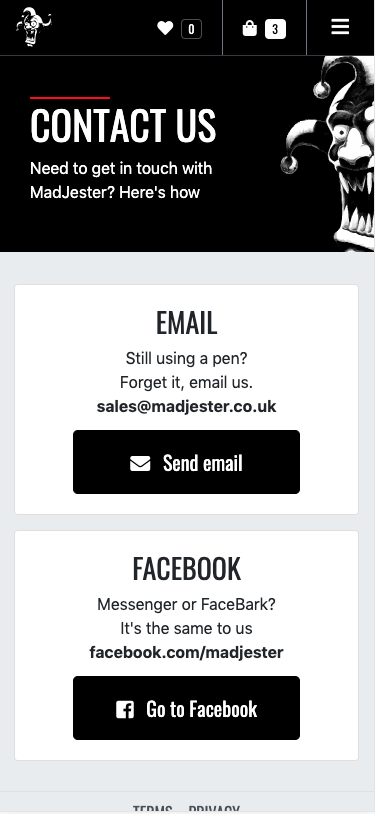 0
3
CONTACT US
Need to get in touch with
MadJester? Here's how
EMAIL
Still using a pen?
Forget it, email us.
sales@madjester.co.uk
Send email
FACEBOOK
Messenger or FaceBark?
It's the same to us
facebook.com/madjester
Go to Facebook
TERMS PRIVACY